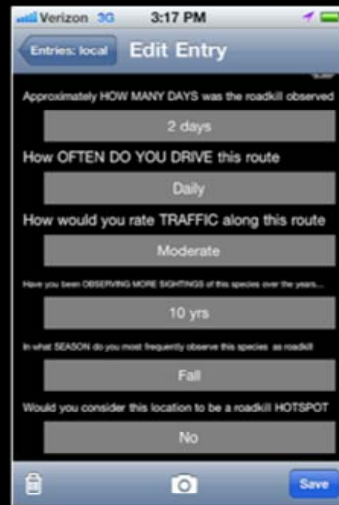 Verizon 3G 3:17 PM
Entries: local Edit Entry
Approximately HOW MANY DAYS was the roadkill observed
2 days
How OFTEN DO YOU DRIVE this route
Daily
How would you rate TRAFFIC along this route
Moderate
Have you been OBSERVING MORE SIGHTINGS of this species over the years...
10 yrs
In what SEASON do you most frequently observe this species as roadkill
Fall
Would you consider this location to be a roadkill HOTSPOT
No
Save